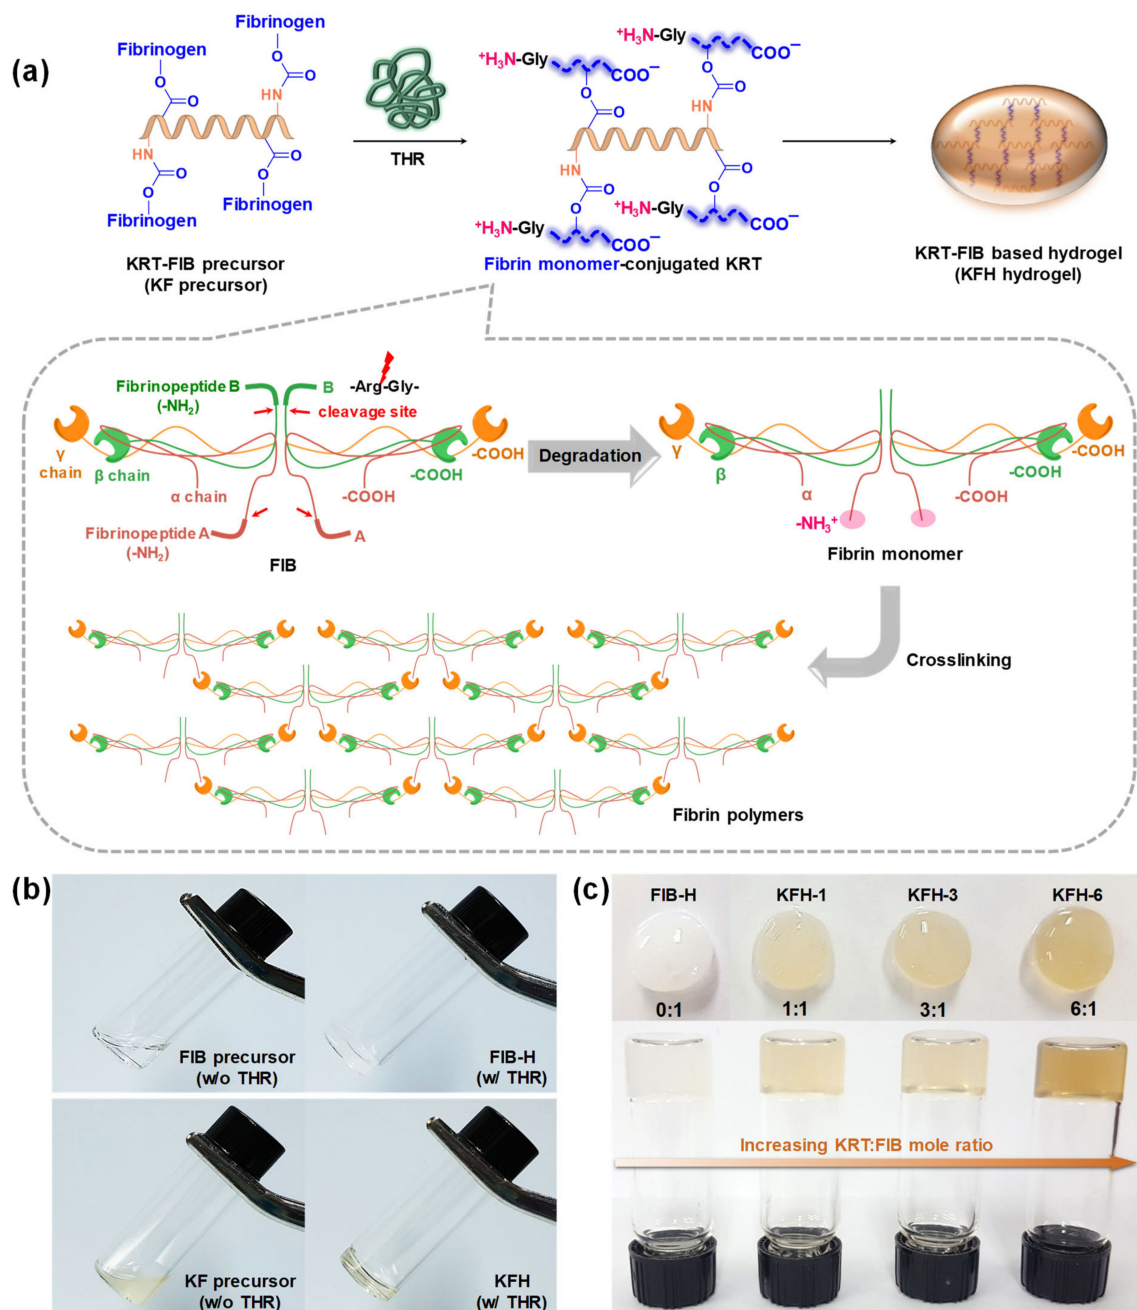 (a)
Fibrinogen
Fibrinogen
O
O
O
O
HN
HN
O
O
O
O
Fibrinogen
Fibrinogen
KRT-FIB precursor
(KF precursor)
THR
⁺H₃N-Gly
COO⁻
⁺H₃N-Gly
COO⁻
O
O
O
O
HN
HN
O
O
O
O
⁺H₃N-Gly
COO⁻
⁺H₃N-Gly
COO⁻
Fibrin monomer-conjugated KRT
KRT-FIB based hydrogel
(KFH hydrogel)
Fibrinopeptide B
(-NH₂)
B
-Arg-Gly-
cleavage site
γ
chain
β chain
α chain
-COOH
-COOH
-COOH
Fibrinopeptide A
(-NH₂)
A
FIB
Degradation
γ
β
α
-COOH
-COOH
-COOH
-NH₃⁺
Fibrin monomer
Crosslinking
Fibrin polymers
(b)
FIB precursor
(w/o THR)
FIB-H
(w/ THR)
KF precursor
(w/o THR)
KFH
(w/ THR)
(c)
FIB-H
KFH-1
KFH-3
KFH-6
0:1
1:1
3:1
6:1
Increasing KRT:FIB mole ratio